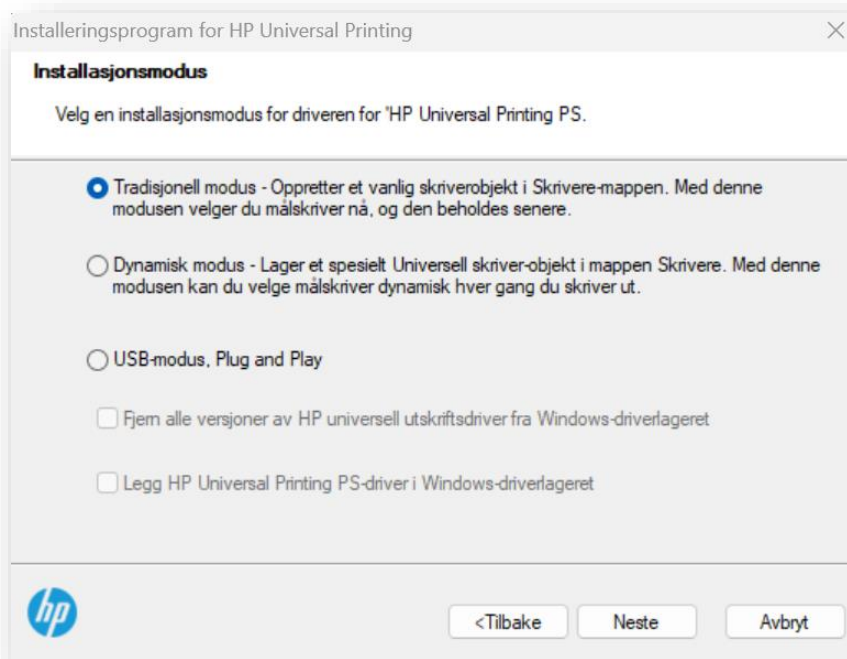 Installeringsprogram for HP Universal Printing
Installasjonsmodus
Velg en installasjonsmodus for driveren for "HP Universal Printing PS.
Tradisjonell modus - Oppretter et vanlig skriverobjekt i Skrivere-mappen. Med denne
modusen velger du målskriver nå, og den beholdes senere.
Dynamisk modus - Lager et spesielt Universell skriver-objekt i mappen Skrivere. Med denne
modusen kan du velge målskriver dynamisk hver gang du skriver ut.
USB-modus, Plug and Play
Fjern alle versjoner av HP universell utskriftsdriver fra Windows-driverlageret
Legg HP Universal Printing PS-driver i Windows-driverlageret
hp
<Tilbake Neste Avbryt